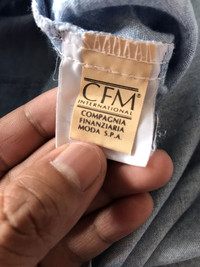 CFM®
INTERNATIONAL
COMPAGNIA
FINANZIARIA
MODA S.P.A.